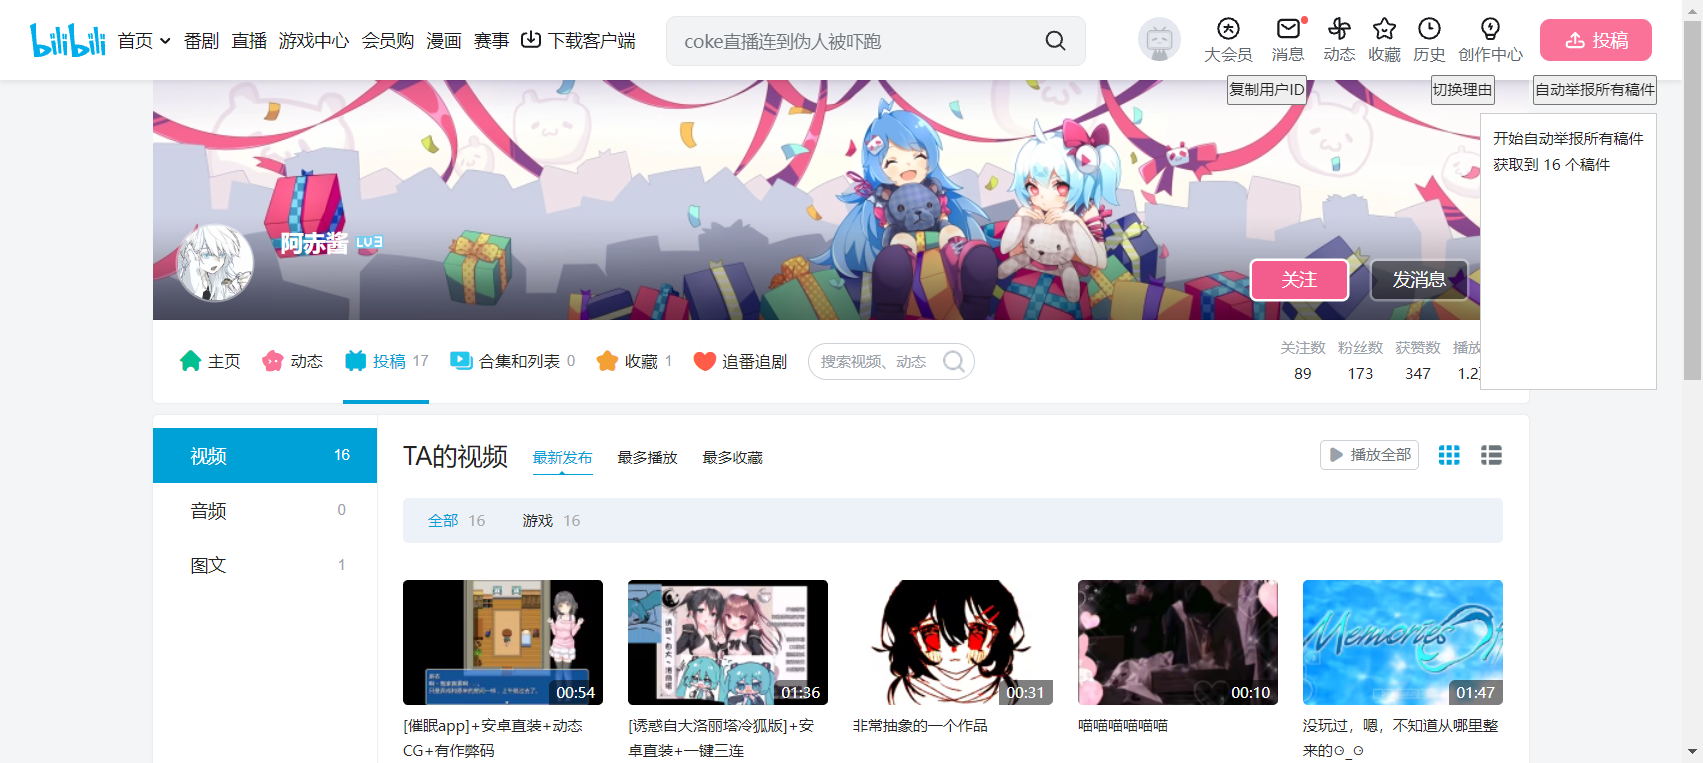 bilibili 首页 番剧 直播 游戏中心 会员购 漫画 赛事 下载客户端 coke直播连到伪人被吓跑 大会员 消息 动态 收藏 历史 创作中心 投稿
复制用户ID 切换理由 自动举报所有稿件
开始自动举报所有稿件
获取到 16 个稿件
阿赤酱 LV3
关注 发消息
主页 动态 投稿 17 合集和列表 0 收藏 1 追番追剧 搜索视频、动态
关注数 粉丝数 获赞数 播放
89 173 347 1.2
视频 16
音频 0
图文 1
TA的视频 最新发布 最多播放 最多收藏 播放全部
全部 16 游戏 16
00:54 01:36 00:31 00:10 01:47
Memories Off
[催眠app]+安卓直装+动态
CG+有作弊码
[诱惑自大洛丽塔冷狐版]+安
卓直装+一键三连
非常抽象的一个作品
喵喵喵喵喵喵
没玩过，嗯，不知道从哪里整
来的⊙_⊙